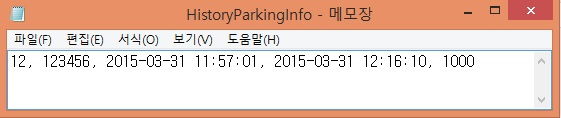 HistoryParkingInfo - 메모장
파일(F) 편집(E) 서식(O) 보기(V) 도움말(H)
12, 123456, 2015-03-31 11:57:01, 2015-03-31 12:16:10, 1000